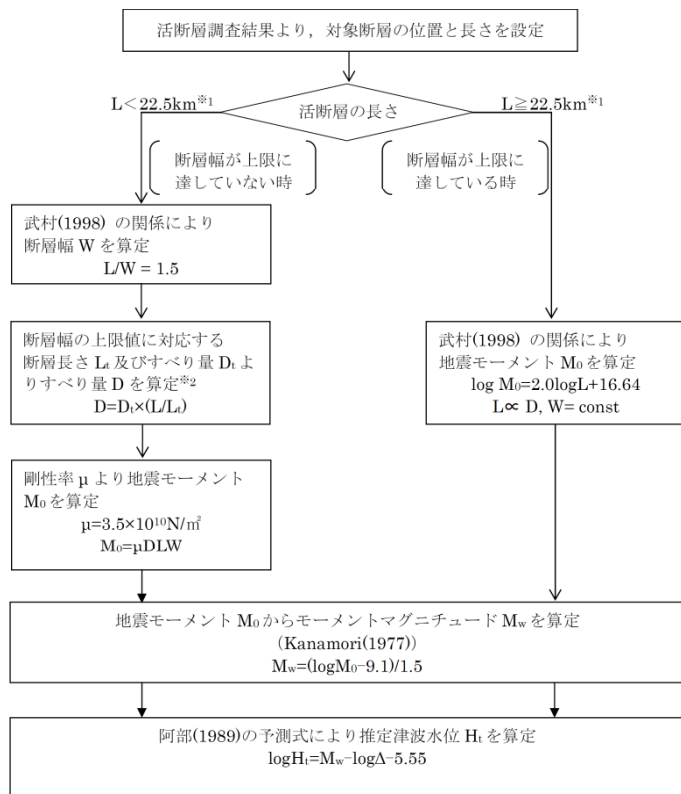 活断層調査結果より，対象断層の位置と長さを設定
L＜22.5km※1
L≧22.5km※1
活断層の長さ
断層幅が上限に
達していない時
断層幅が上限に
達している時
武村(1998) の関係により
断層幅 W を算定
L/W = 1.5
断層幅の上限値に対応する
断層長さ Lt 及びすべり量 Dt よ
りすべり量 D を算定※2
D=Dt×(L/Lt)
武村(1998) の関係により
地震モーメント M0 を算定
log M0=2.0logL+16.64
L∝ D, W= const
剛性率 μ より地震モーメント
M0 を算定
μ=3.5×10¹⁰N/㎡
M0=μDLW
地震モーメント M0 からモーメントマグニチュード Mw を算定
（Kanamori(1977)）
Mw=(logM0−9.1)/1.5
阿部(1989)の予測式により推定津波水位 Ht を算定
logHt=Mw−logΔ−5.55